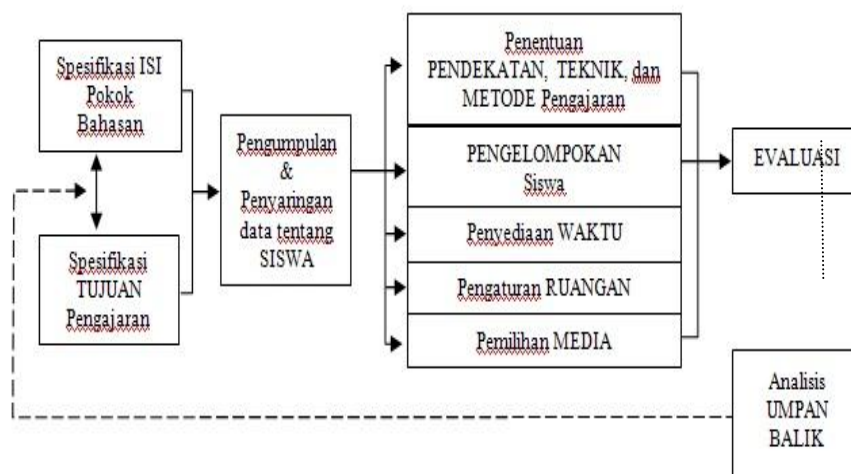 Spesifikasi ISI
Pokok
Bahasan
Spesifikasi
TUJUAN
Pengajaran
Pengumpulan
&
Penyaringan
data tentang
SISWA
Penentuan
PENDEKATAN, TEKNIK, dan
METODE Pengajaran
PENGELOMPOKAN
Siswa
Penyediaan WAKTU
Pengaturan RUANGAN
Pemilihan MEDIA
EVALUASI
Analisis
UMPAN
BALIK